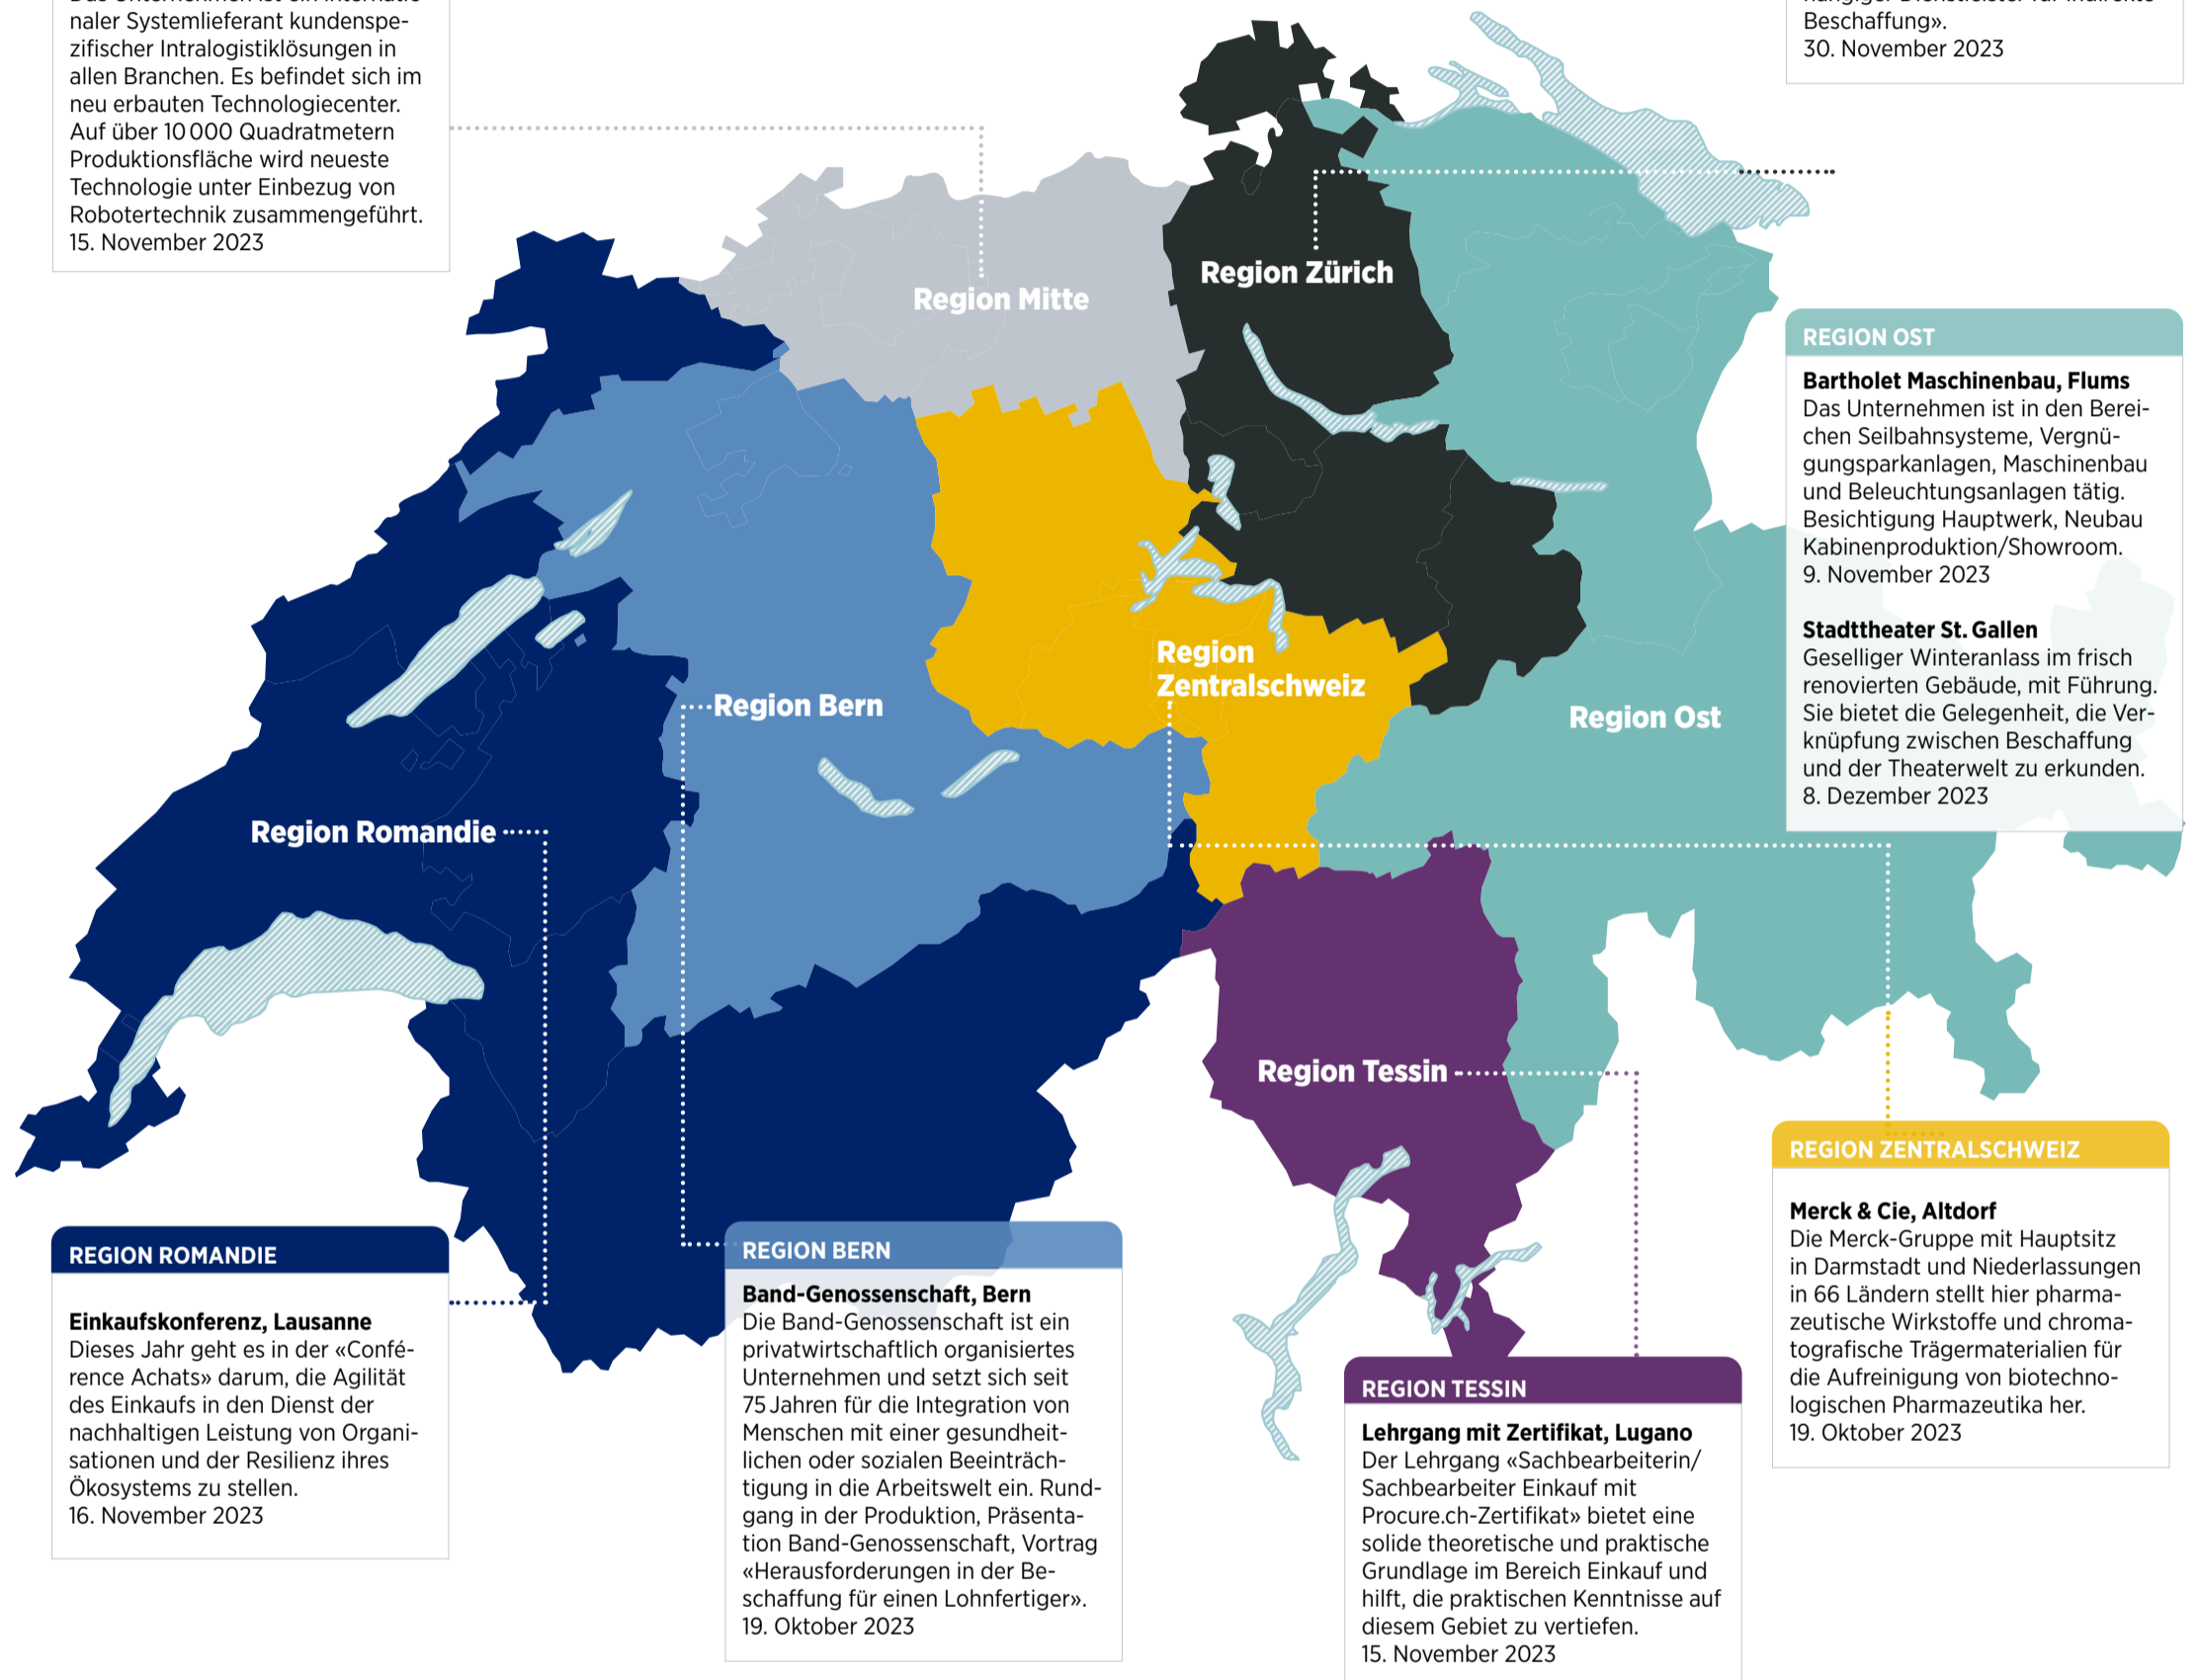 naler Systemlieferant kundenspe-
zifischer Intralogistiklösungen in
allen Branchen. Es befindet sich im
neu erbauten Technologiecenter.
Auf über 10 000 Quadratmetern
Produktionsfläche wird neueste
Technologie unter Einbezug von
Robotertechnik zusammengeführt.
15. November 2023
Beschaffung».
30. November 2023
Region Mitte
Region Zürich
Region
Zentralschweiz
Region Bern
Region Ost
Region Romandie
Region Tessin
REGION OST
Bartholet Maschinenbau, Flums
Das Unternehmen ist in den Berei-
chen Seilbahnsysteme, Vergnü-
gungsparkanlagen, Maschinenbau
und Beleuchtungsanlagen tätig.
Besichtigung Hauptwerk, Neubau
Kabinenproduktion/Showroom.
9. November 2023
Stadttheater St. Gallen
Geselliger Winteranlass im frisch
renovierten Gebäude, mit Führung.
Sie bietet die Gelegenheit, die Ver-
knüpfung zwischen Beschaffung
und der Theaterwelt zu erkunden.
8. Dezember 2023
REGION ZENTRALSCHWEIZ
Merck & Cie, Altdorf
Die Merck-Gruppe mit Hauptsitz
in Darmstadt und Niederlassungen
in 66 Ländern stellt hier pharma-
zeutische Wirkstoffe und chroma-
tografische Trägermaterialien für
die Aufreinigung von biotechno-
logischen Pharmazeutika her.
19. Oktober 2023
REGION ROMANDIE
Einkaufskonferenz, Lausanne
Dieses Jahr geht es in der «Confé-
rence Achats» darum, die Agilität
des Einkaufs in den Dienst der
nachhaltigen Leistung von Organi-
sationen und der Resilienz ihres
Ökosystems zu stellen.
16. November 2023
REGION BERN
Band-Genossenschaft, Bern
Die Band-Genossenschaft ist ein
privatwirtschaftlich organisiertes
Unternehmen und setzt sich seit
75 Jahren für die Integration von
Menschen mit einer gesundheit-
lichen oder sozialen Beeinträch-
tigung in die Arbeitswelt ein. Rund-
gang in der Produktion, Präsenta-
tion Band-Genossenschaft, Vortrag
«Herausforderungen in der Be-
schaffung für einen Lohnfertiger».
19. Oktober 2023
REGION TESSIN
Lehrgang mit Zertifikat, Lugano
Der Lehrgang «Sachbearbeiterin/
Sachbearbeiter Einkauf mit
Procure.ch-Zertifikat» bietet eine
solide theoretische und praktische
Grundlage im Bereich Einkauf und
hilft, die praktischen Kenntnisse auf
diesem Gebiet zu vertiefen.
15. November 2023